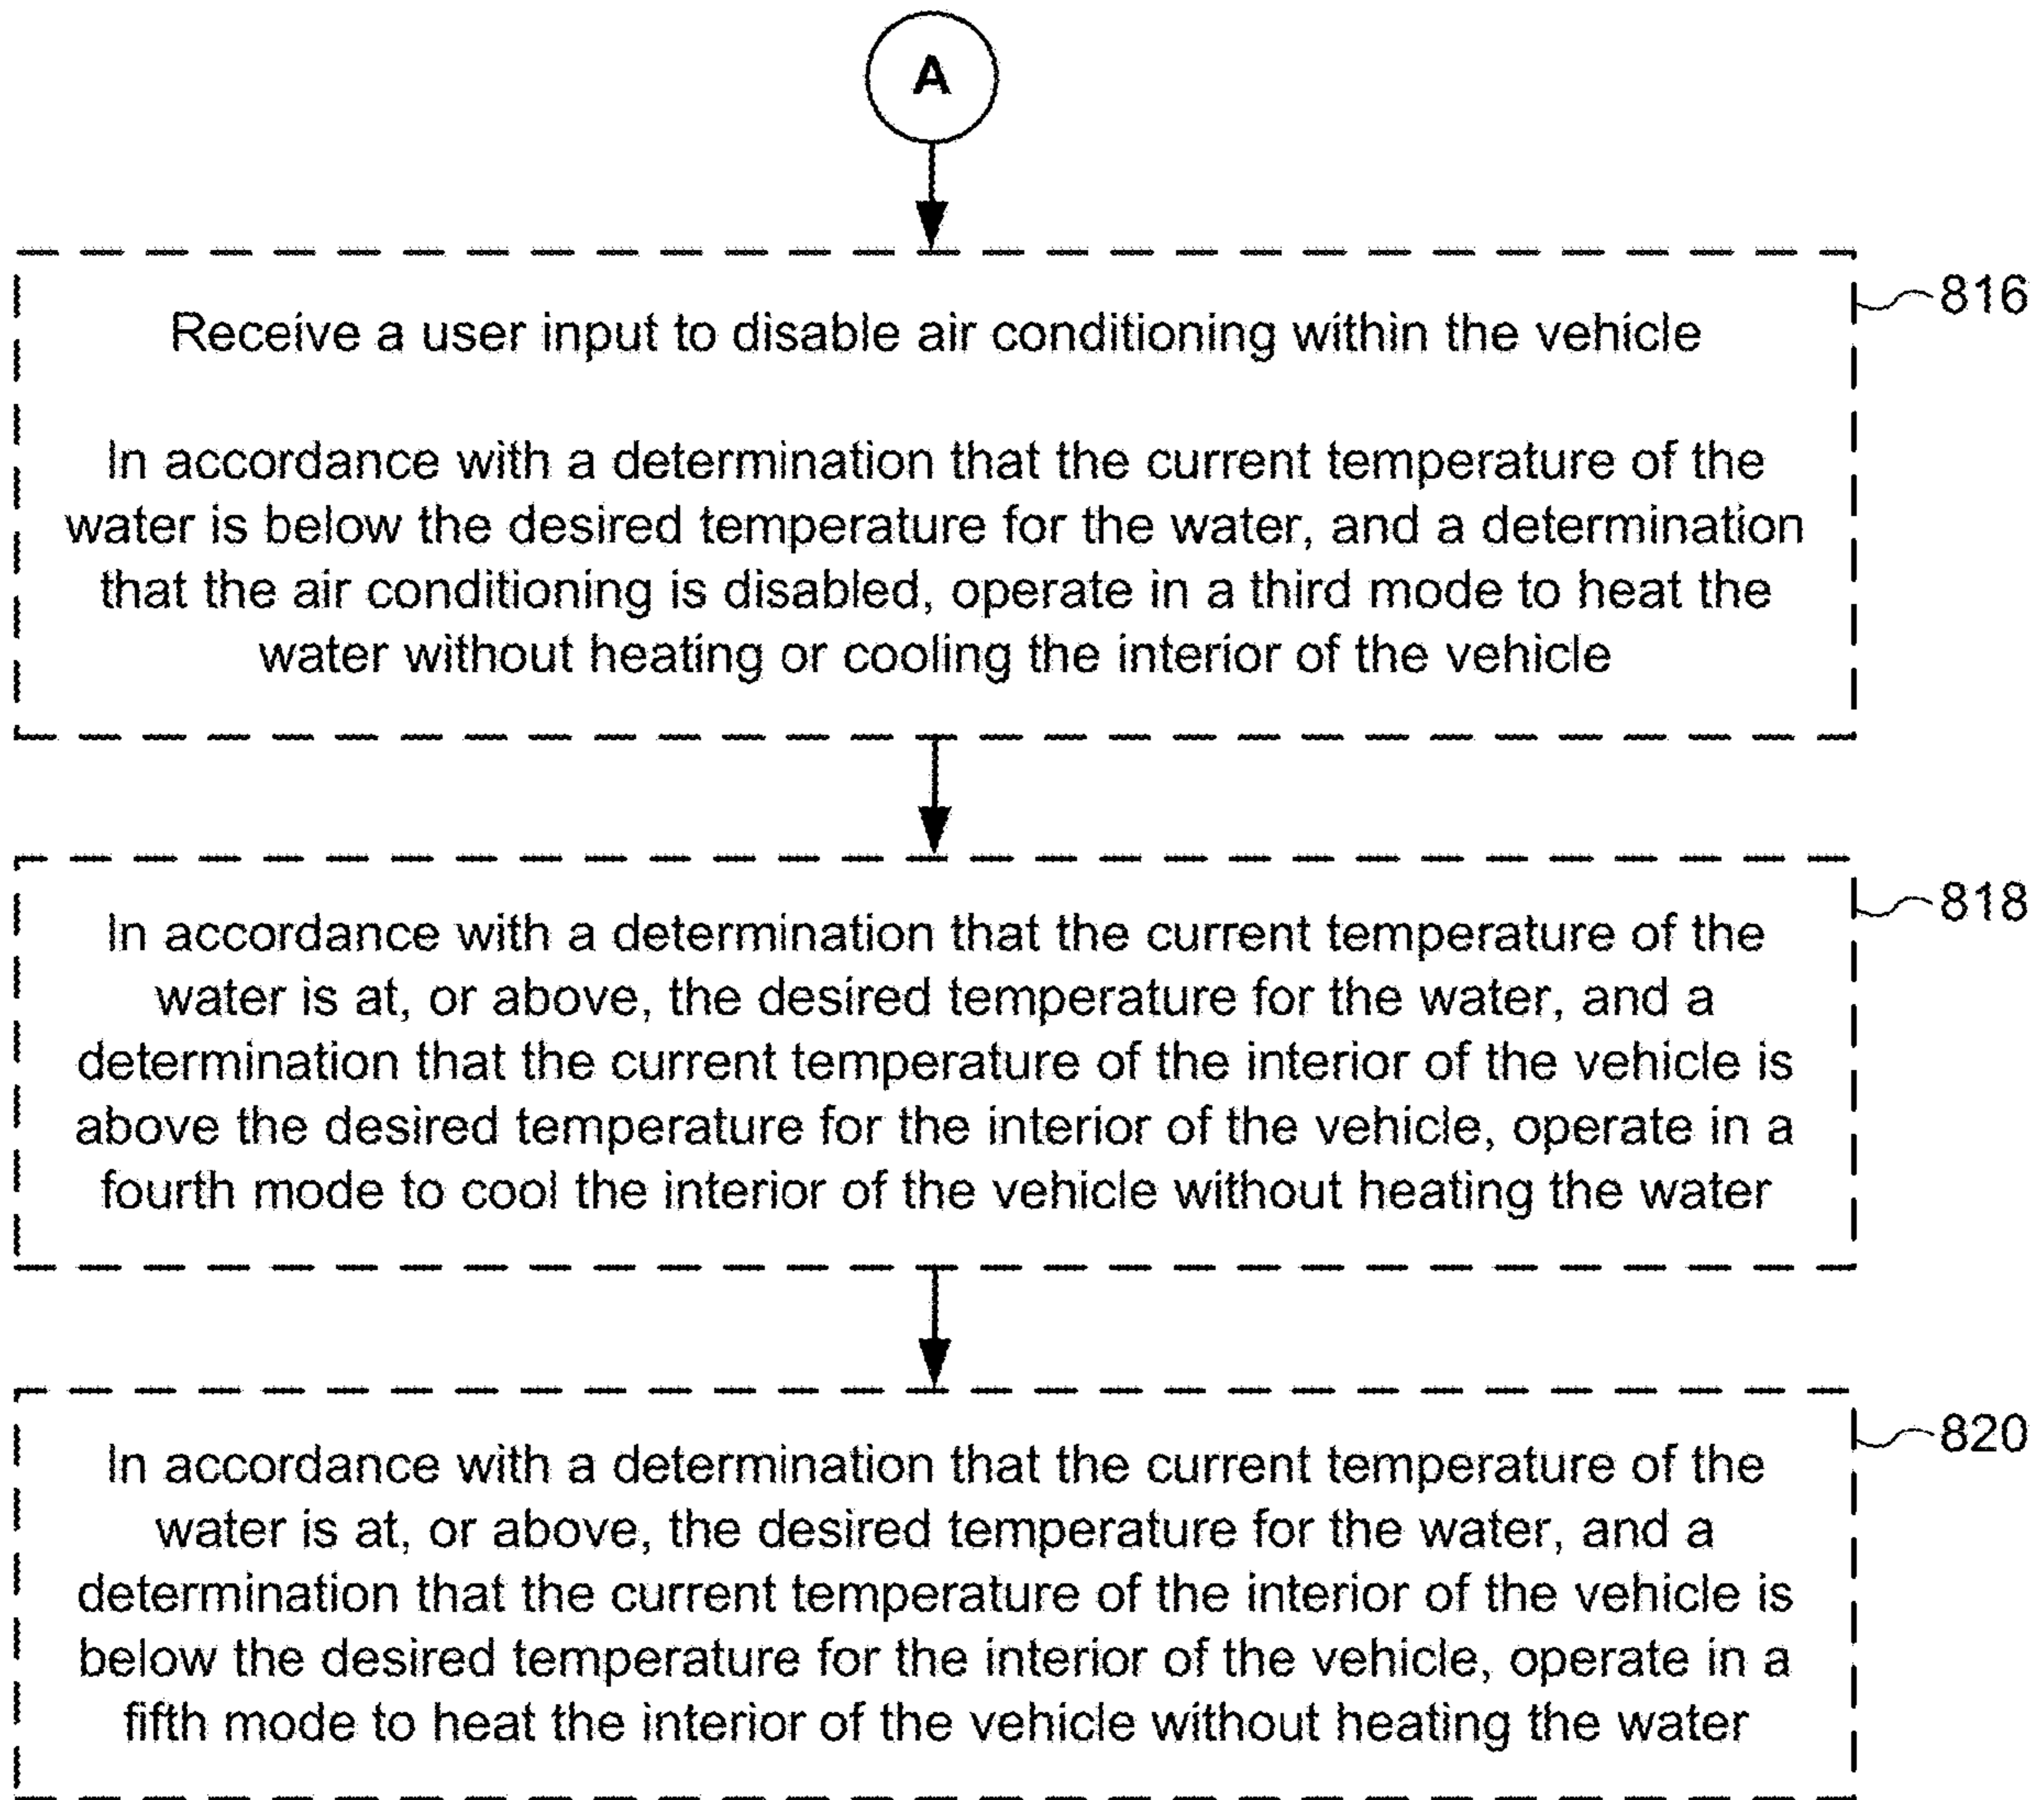 A
816
Receive a user input to disable air conditioning within the vehicle
In accordance with a determination that the current temperature of the
water is below the desired temperature for the water, and a determination
that the air conditioning is disabled, operate in a third mode to heat the
water without heating or cooling the interior of the vehicle
818
In accordance with a determination that the current temperature of the
water is at, or above, the desired temperature for the water, and a
determination that the current temperature of the interior of the vehicle is
above the desired temperature for the interior of the vehicle, operate in a
fourth mode to cool the interior of the vehicle without heating the water
820
In accordance with a determination that the current temperature of the
water is at, or above, the desired temperature for the water, and a
determination that the current temperature of the interior of the vehicle is
below the desired temperature for the interior of the vehicle, operate in a
fifth mode to heat the interior of the vehicle without heating the water